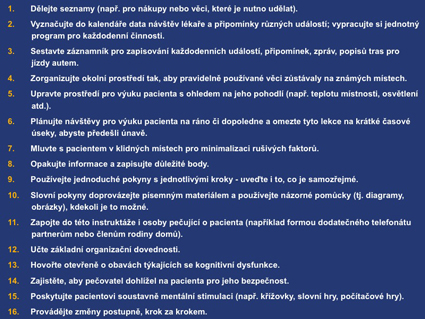 1. Dělejte seznamy (např. pro nákupy nebo věci, které je nutno udělat).
2. Vyznačujte do kalendáře data návštěv lékaře a připomínky různých událostí; vypracujte si jednotný
program pro každodenní činnosti.
3. Sestavte záznamník pro zapisování každodenních událostí, připomínek, zpráv, popisů tras pro
jízdy autem.
4. Zorganizujte okolní prostředí tak, aby pravidelně používané věci zůstávaly na známých místech.
5. Upravte prostředí pro výuku pacienta s ohledem na jeho pohodlí (např. teplotu místnosti, osvětlení
atd.).
6. Plánujte návštěvy pro výuku pacienta na ráno či dopoledne a omezte tyto lekce na krátké časové
úseky, abyste předešli únavě.
7. Mluvte s pacientem v klidných místech pro minimalizaci rušivých faktorů.
8. Opakujte informace a zapisujte důležité body.
9. Používejte jednoduché pokyny s jednotlivými kroky - uveďte i to, co je samozřejmé.
10. Slovní pokyny doprovázejte písemným materiálem a používejte názorné pomůcky (tj. diagramy,
obrázky), kdekoli je to možné.
11. Zapojte do této instruktáže i osoby pečující o pacienta (například formou dodatečného telefonátu
partnerům nebo členům rodiny domů).
12. Učte základní organizační dovednosti.
13. Hovořte otevřeně o obavách týkajících se kognitivní dysfunkce.
14. Zajistěte, aby pečovatel dohlížel na pacienta pro jeho bezpečnost.
15. Poskytujte pacientovi soustavně mentální stimulaci (např. křížovky, slovní hry, počítačové hry).
16. Provádějte změny postupně, krok za krokem.